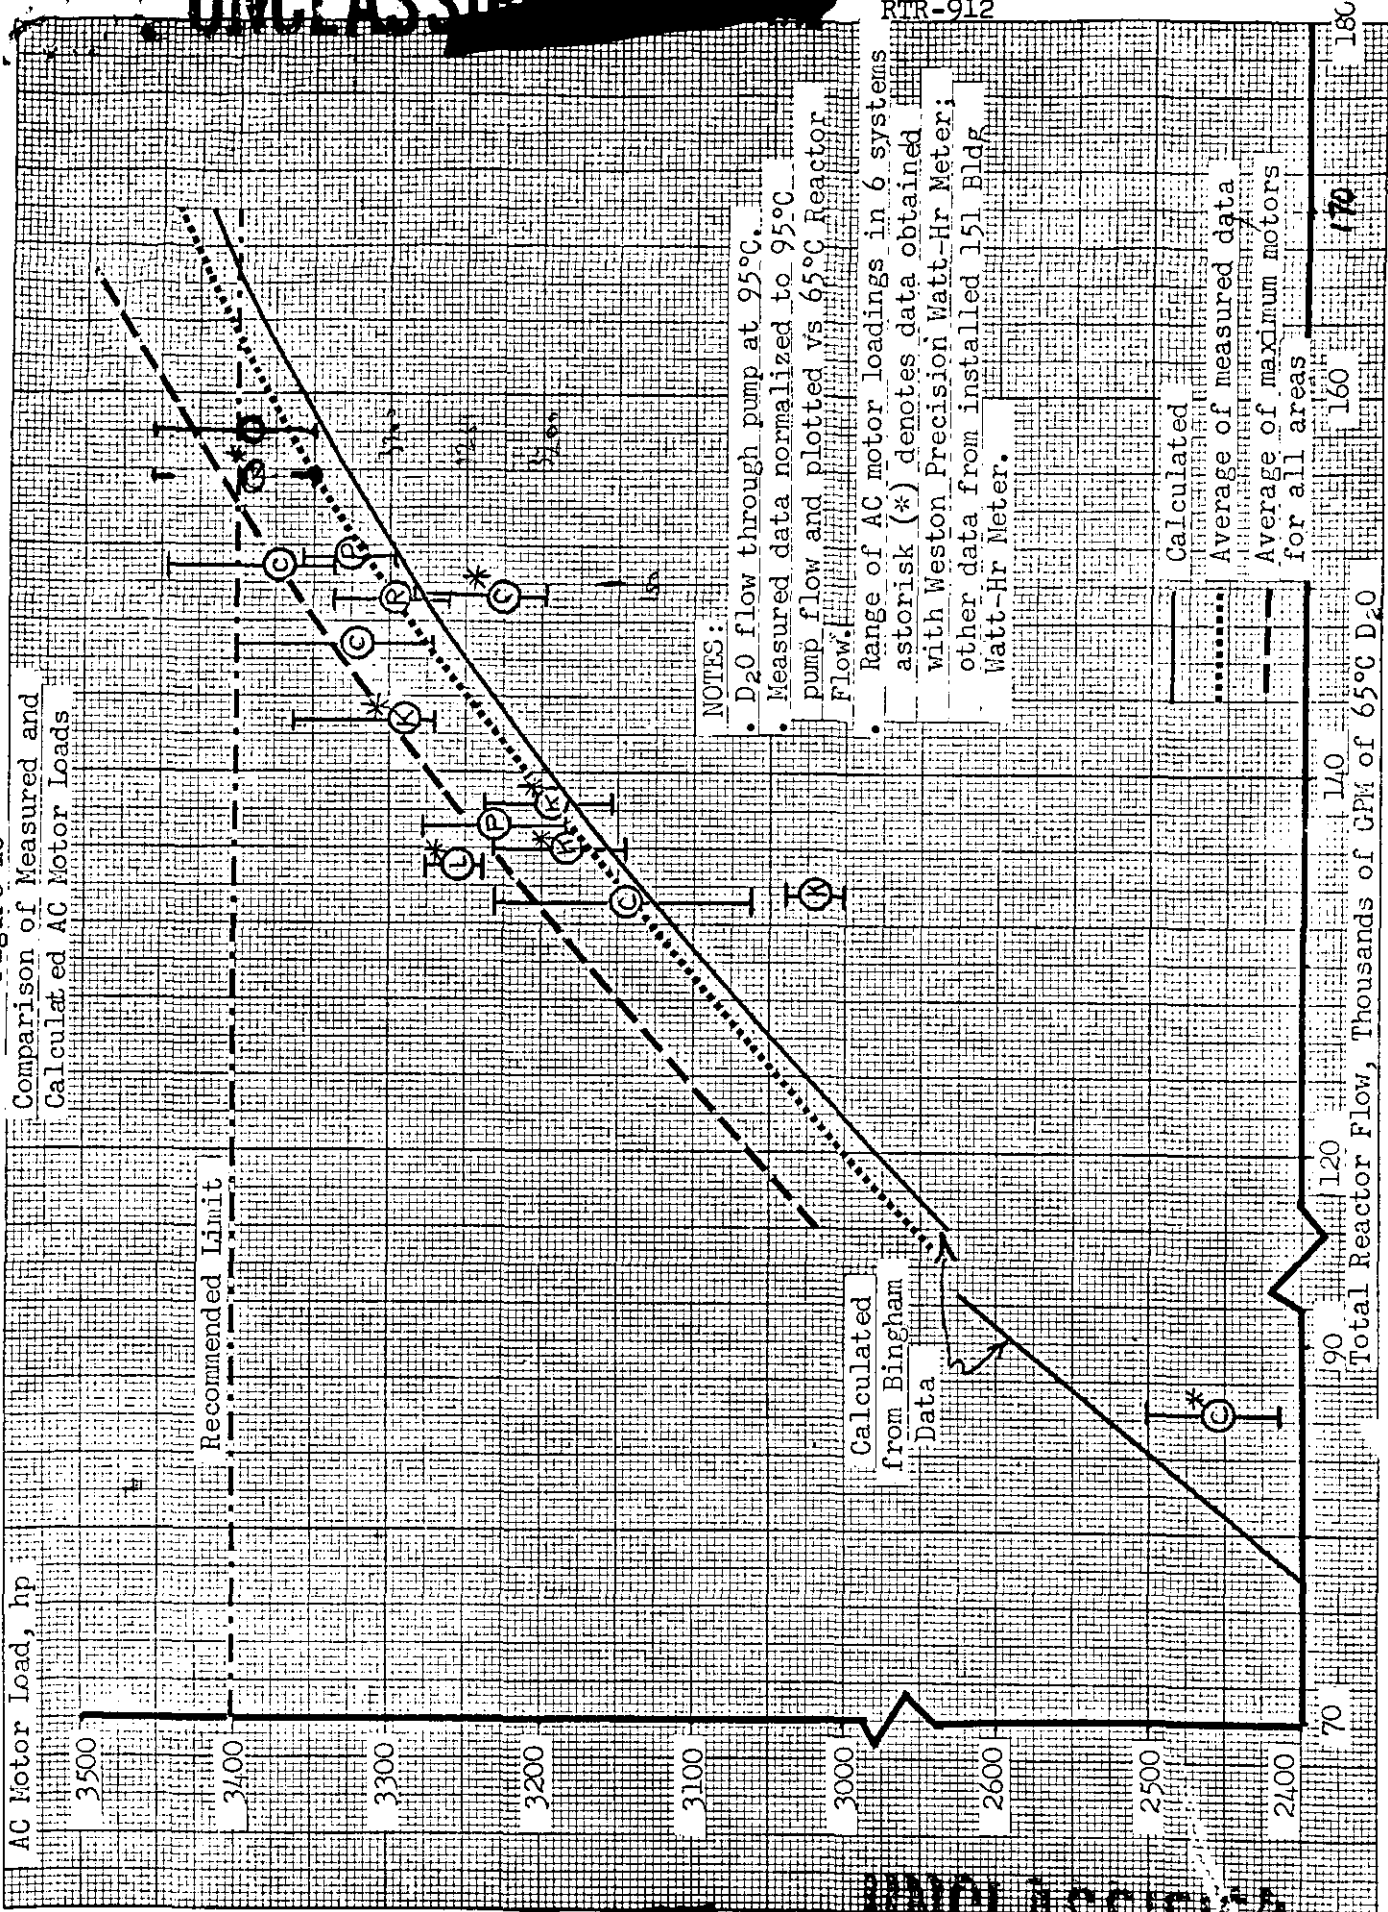 RTR-912
Comparison of Measured and
Calculated AC Motor Loads
AC Motor Load, hp
3500
3400
3300
3200
3100
3000
2600
2500
2400
Recommended Limit
NOTES:
• D2O flow through pump at 95°C.
• Measured data normalized to 95°C
pump flow and plotted vs 65°C Reactor
Flow.
• Range of AC motor loadings in 6 systems
astorisk (*) denotes data obtained
with Weston Precision Watt-Hr Meter;
other data from installed 151 Bldg
Watt-Hr Meter.
Calculated
from Bingham
Data
Calculated
Average of measured data
Average of maximum motors
for all areas
C
P
R
C*
C
K*
K*
P
L*
C
K
C*
70
90
120
140
160
170
180
Total Reactor Flow, Thousands of GPM of 65°C D2O